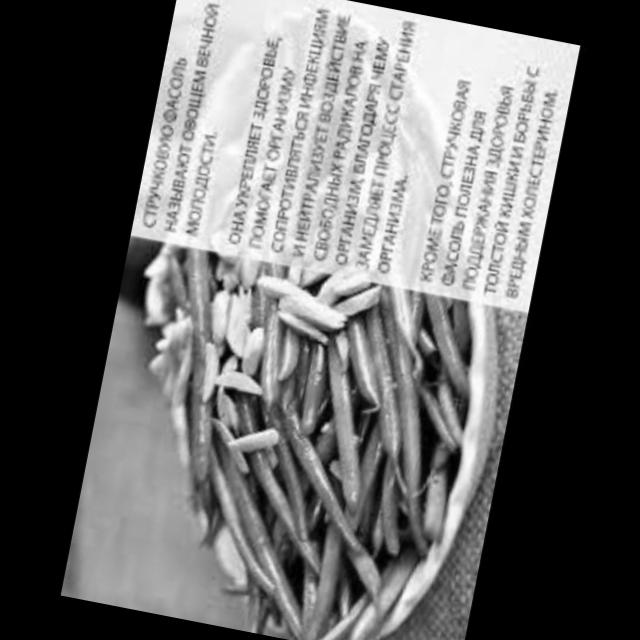 СТРУЧКОВУЮ ФАСОЛЬ
НАЗЫВАЮТ ОВОЩЕМ ВЕЧНОЙ
МОЛОДОСТИ.
ОНА УКРЕПЛЯЕТ ЗДОРОВЬЕ,
ПОМОГАЕТ ОРГАНИЗМУ
СОПРОТИВЛЯТЬСЯ ИНФЕКЦИЯМ
И НЕЙТРАЛИЗУЕТ ВОЗДЕЙСТВИЕ
СВОБОДНЫХ РАДИКАЛОВ НА
ОРГАНИЗМ, БЛАГОДАРЯ ЧЕМУ
ЗАМЕДЛЯЕТ ПРОЦЕСС СТАРЕНИЯ
ОРГАНИЗМА.
КРОМЕ ТОГО, СТРУЧКОВАЯ
ФАСОЛЬ ПОЛЕЗНА ДЛЯ
ПОДДЕРЖАНИЯ ЗДОРОВЬЯ
ТОЛСТОЙ КИШКИ И БОРЬБЫ С
ВРЕДНЫМ ХОЛЕСТЕРИНОМ.